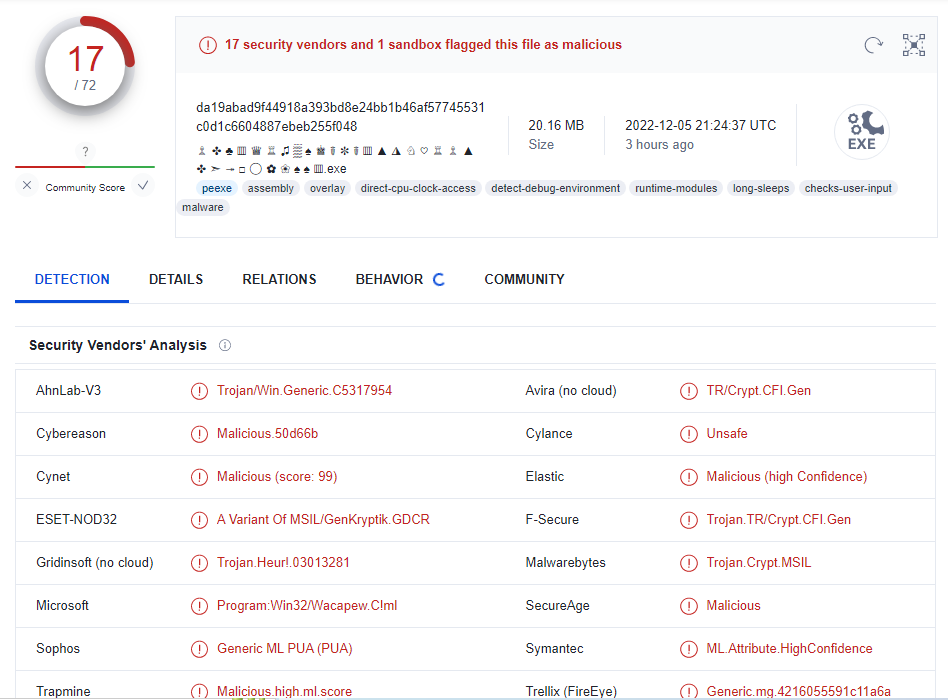 17
/ 72
?
Community Score
17 security vendors and 1 sandbox flagged this file as malicious
da19abad9f44918a393bd8e24bb1b46af57745531
c0d1c6604887ebeb255f048
.exe
20.16 MB
Size
2022-12-05 21:24:37 UTC
3 hours ago
EXE
peexe assembly overlay direct-cpu-clock-access detect-debug-environment runtime-modules long-sleeps checks-user-input
malware
DETECTION DETAILS RELATIONS BEHAVIOR COMMUNITY
Security Vendors' Analysis
AhnLab-V3 Trojan/Win.Generic.C5317954 Avira (no cloud) TR/Crypt.CFI.Gen
Cybereason Malicious.50d66b Cylance Unsafe
Cynet Malicious (score: 99) Elastic Malicious (high Confidence)
ESET-NOD32 A Variant Of MSIL/GenKryptik.GDCR F-Secure Trojan.TR/Crypt.CFI.Gen
Gridinsoft (no cloud) Trojan.Heur!.03013281 Malwarebytes Trojan.Crypt.MSIL
Microsoft Program:Win32/Wacapew.C!ml SecureAge Malicious
Sophos Generic ML PUA (PUA) Symantec ML.Attribute.HighConfidence
Trapmine Malicious.high.ml.score Trellix (FireEye) Generic.mg.4216055591c11a6a